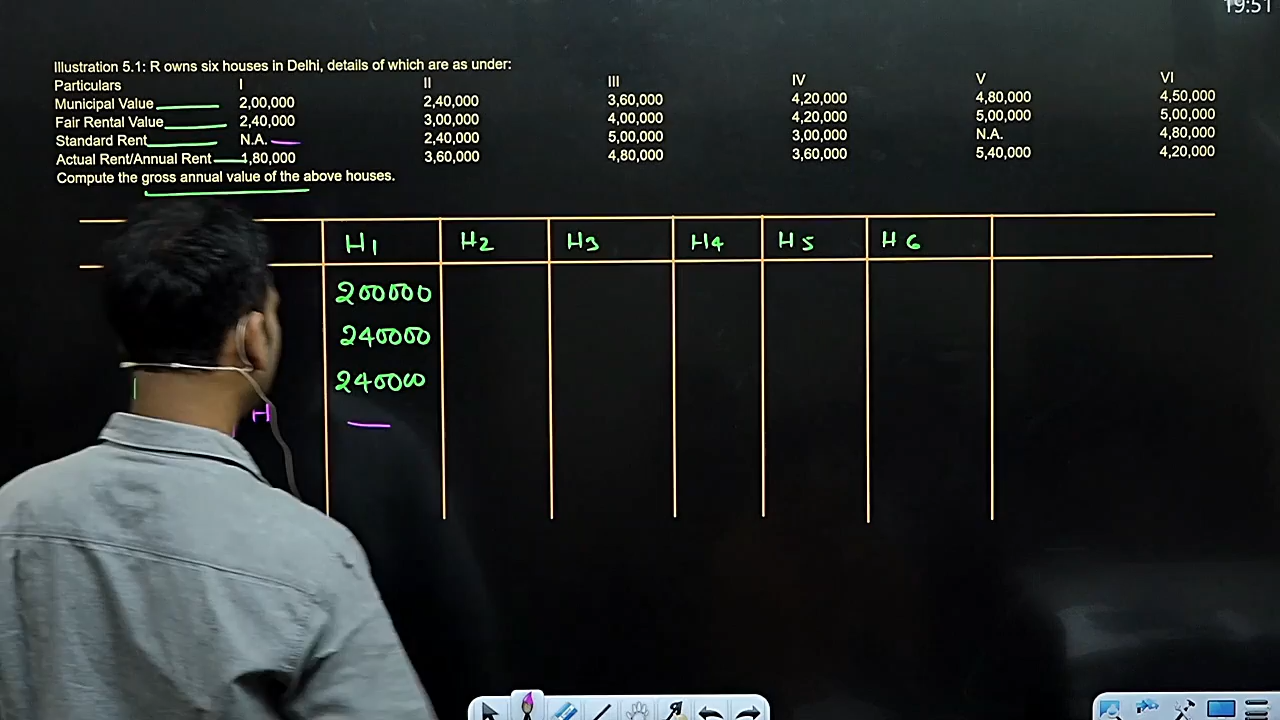 19:51
Illustration 5.1: R owns six houses in Delhi, details of which are as under:
Particulars I II III IV V VI
Municipal Value 2,00,000 2,40,000 3,60,000 4,20,000 4,80,000 4,50,000
Fair Rental Value 2,40,000 3,00,000 4,00,000 4,20,000 5,00,000 5,00,000
Standard Rent N.A. 2,40,000 5,00,000 3,00,000 N.A. 4,80,000
Actual Rent/Annual Rent 1,80,000 3,60,000 4,80,000 3,60,000 5,40,000 4,20,000
Compute the gross annual value of the above houses.
H1 H2 H3 H4 H5 H6
200000
240000
240000
H